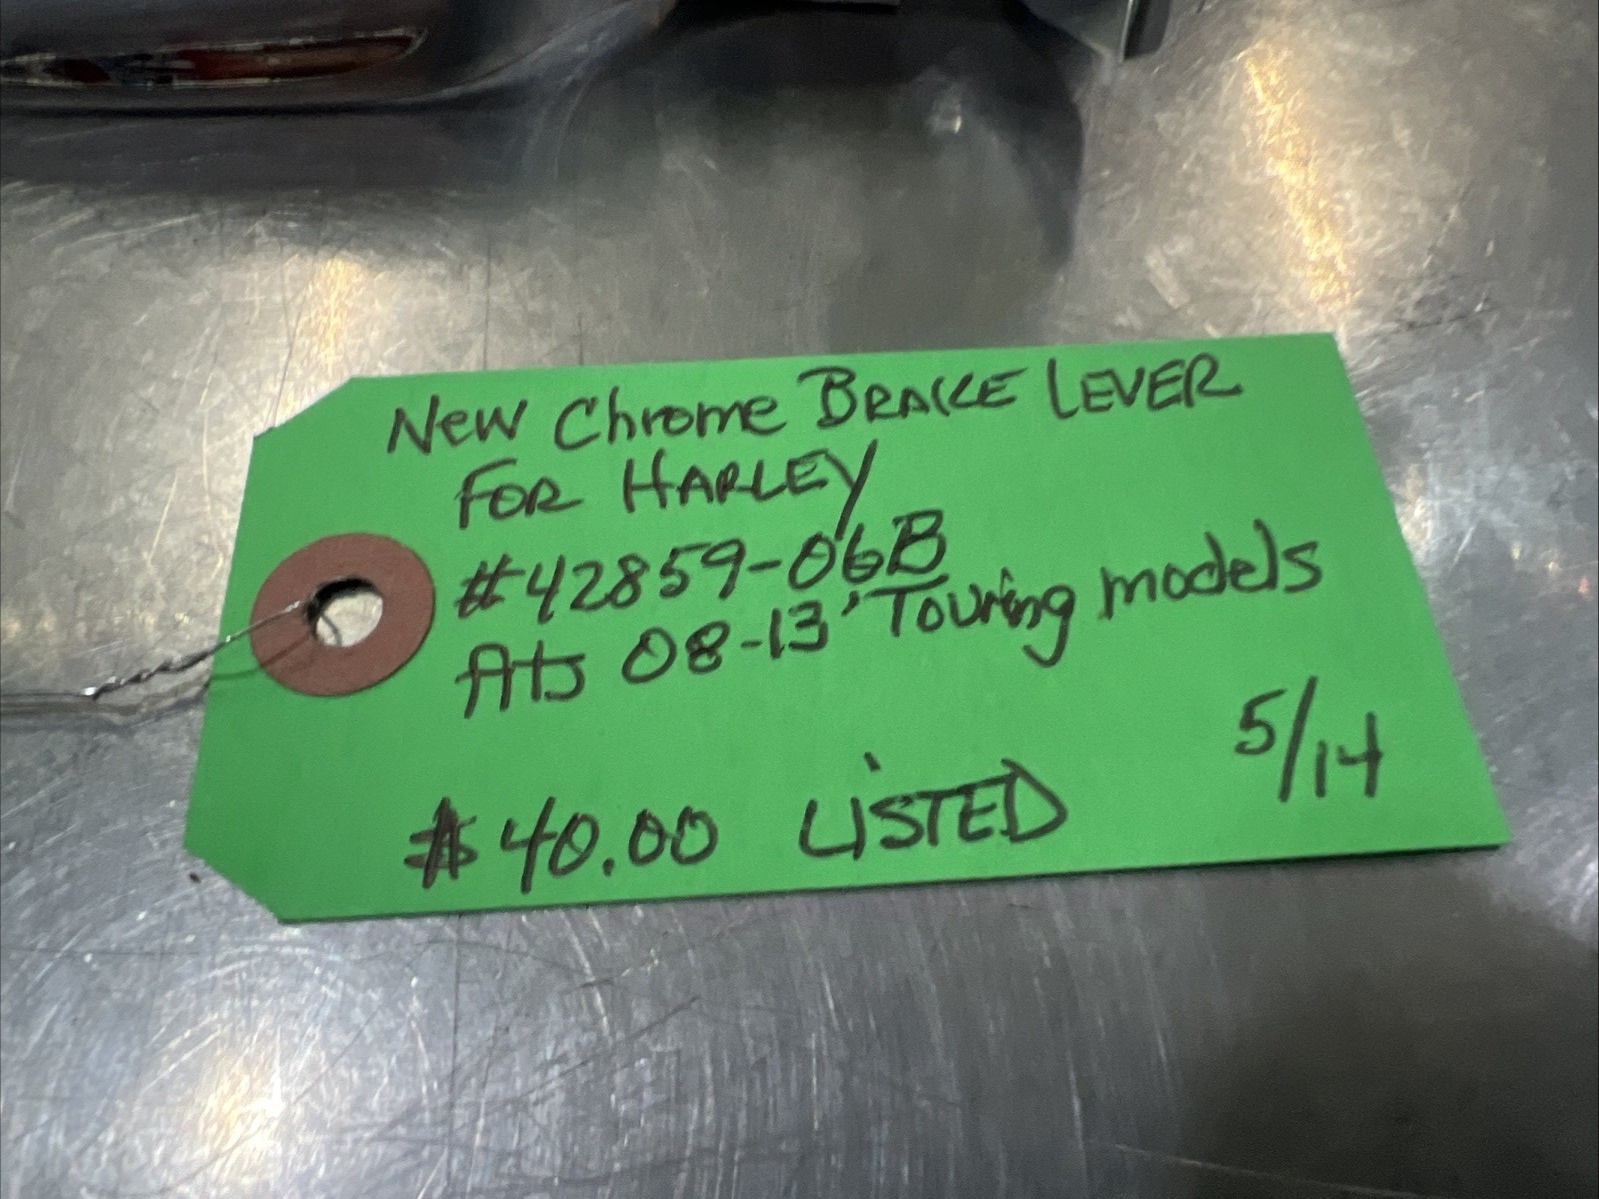 New Chrome BRAKE LEVER
FOR HARLEY
#42859-06B
fits 08-13' Touring models
5/14
$40.00 LISTED